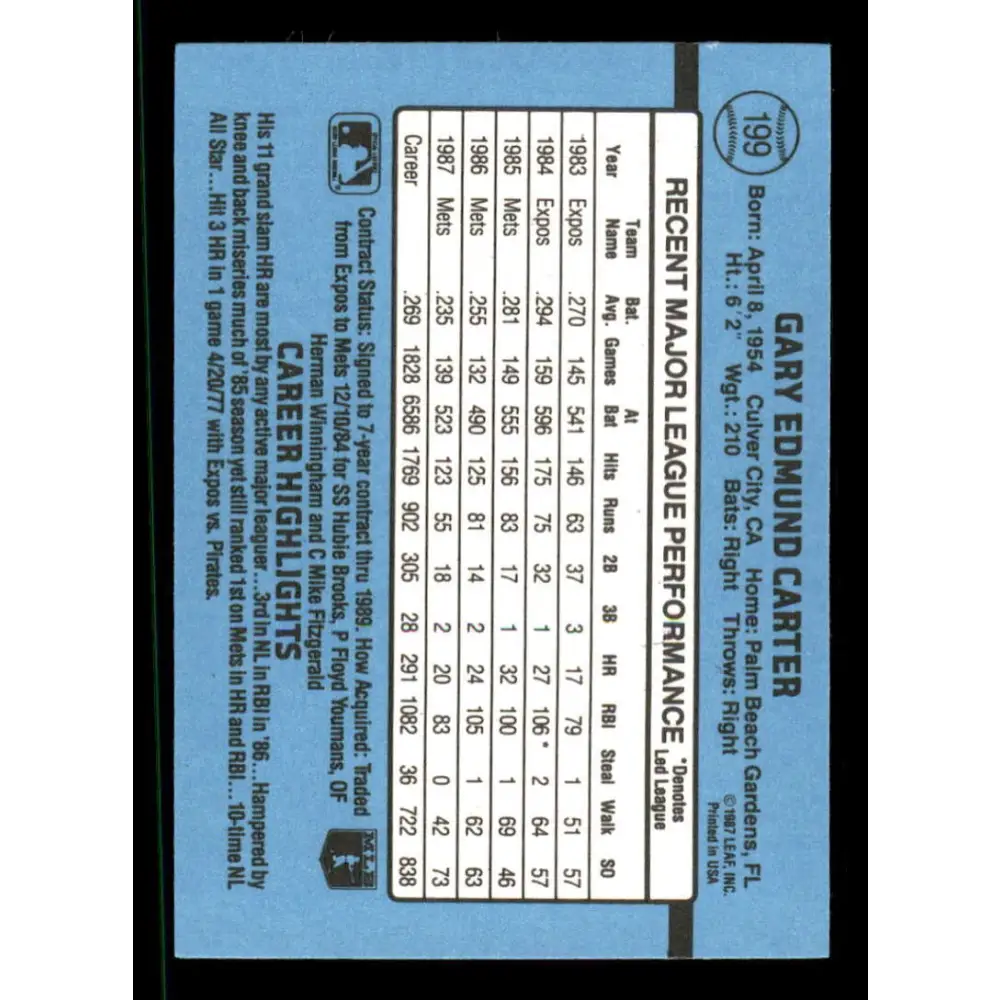 199
GARY EDMUND CARTER
Born: April 8, 1954 Culver City, CA Home: Palm Beach Gardens, FL
Ht.: 6'2" Wgt.: 210 Bats: Right Throws: Right
©1987 LEAF, INC.
Printed in USA
RECENT MAJOR LEAGUE PERFORMANCE *Denotes
Led League
Team Bat. At
Year Name Avg. Games Bat Hits Runs 2B 3B HR RBI Steal Walk SO
1983 Expos .270 145 541 146 63 37 3 17 79 1 51 57
1984 Expos .294 159 596 175 75 32 1 27 106* 2 64 57
1985 Mets .281 149 555 156 83 17 1 32 100 1 69 46
1986 Mets .255 132 490 125 81 14 2 24 105 1 62 63
1987 Mets .235 139 523 123 55 18 2 20 83 0 42 73
Career .269 1828 6586 1769 902 305 28 291 1082 36 722 838
Contract Status: Signed to 7-year contract thru 1989. How Acquired: Traded
from Expos to Mets 12/10/84 for SS Hubie Brooks, P Floyd Youmans, OF
Herman Winningham and C Mike Fitzgerald
MLB
CAREER HIGHLIGHTS
His 11 grand slam HR are most by any active major leaguer...3rd in NL in RBI in '86...Hampered by
knee and back miseries much of '85 season yet still ranked 1st on Mets in HR and RBI...10-time NL
All Star...Hit 3 HR in 1 game 4/20/77 with Expos vs. Pirates.